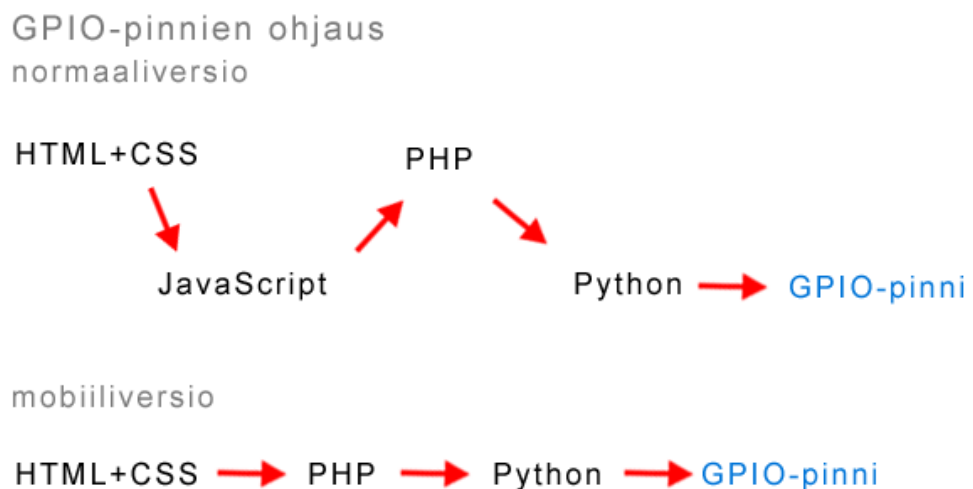 GPIO-pinnien ohjaus
normaaliversio
HTML+CSS
PHP
JavaScript
Python
GPIO-pinni
mobiiliversio
HTML+CSS PHP Python GPIO-pinni